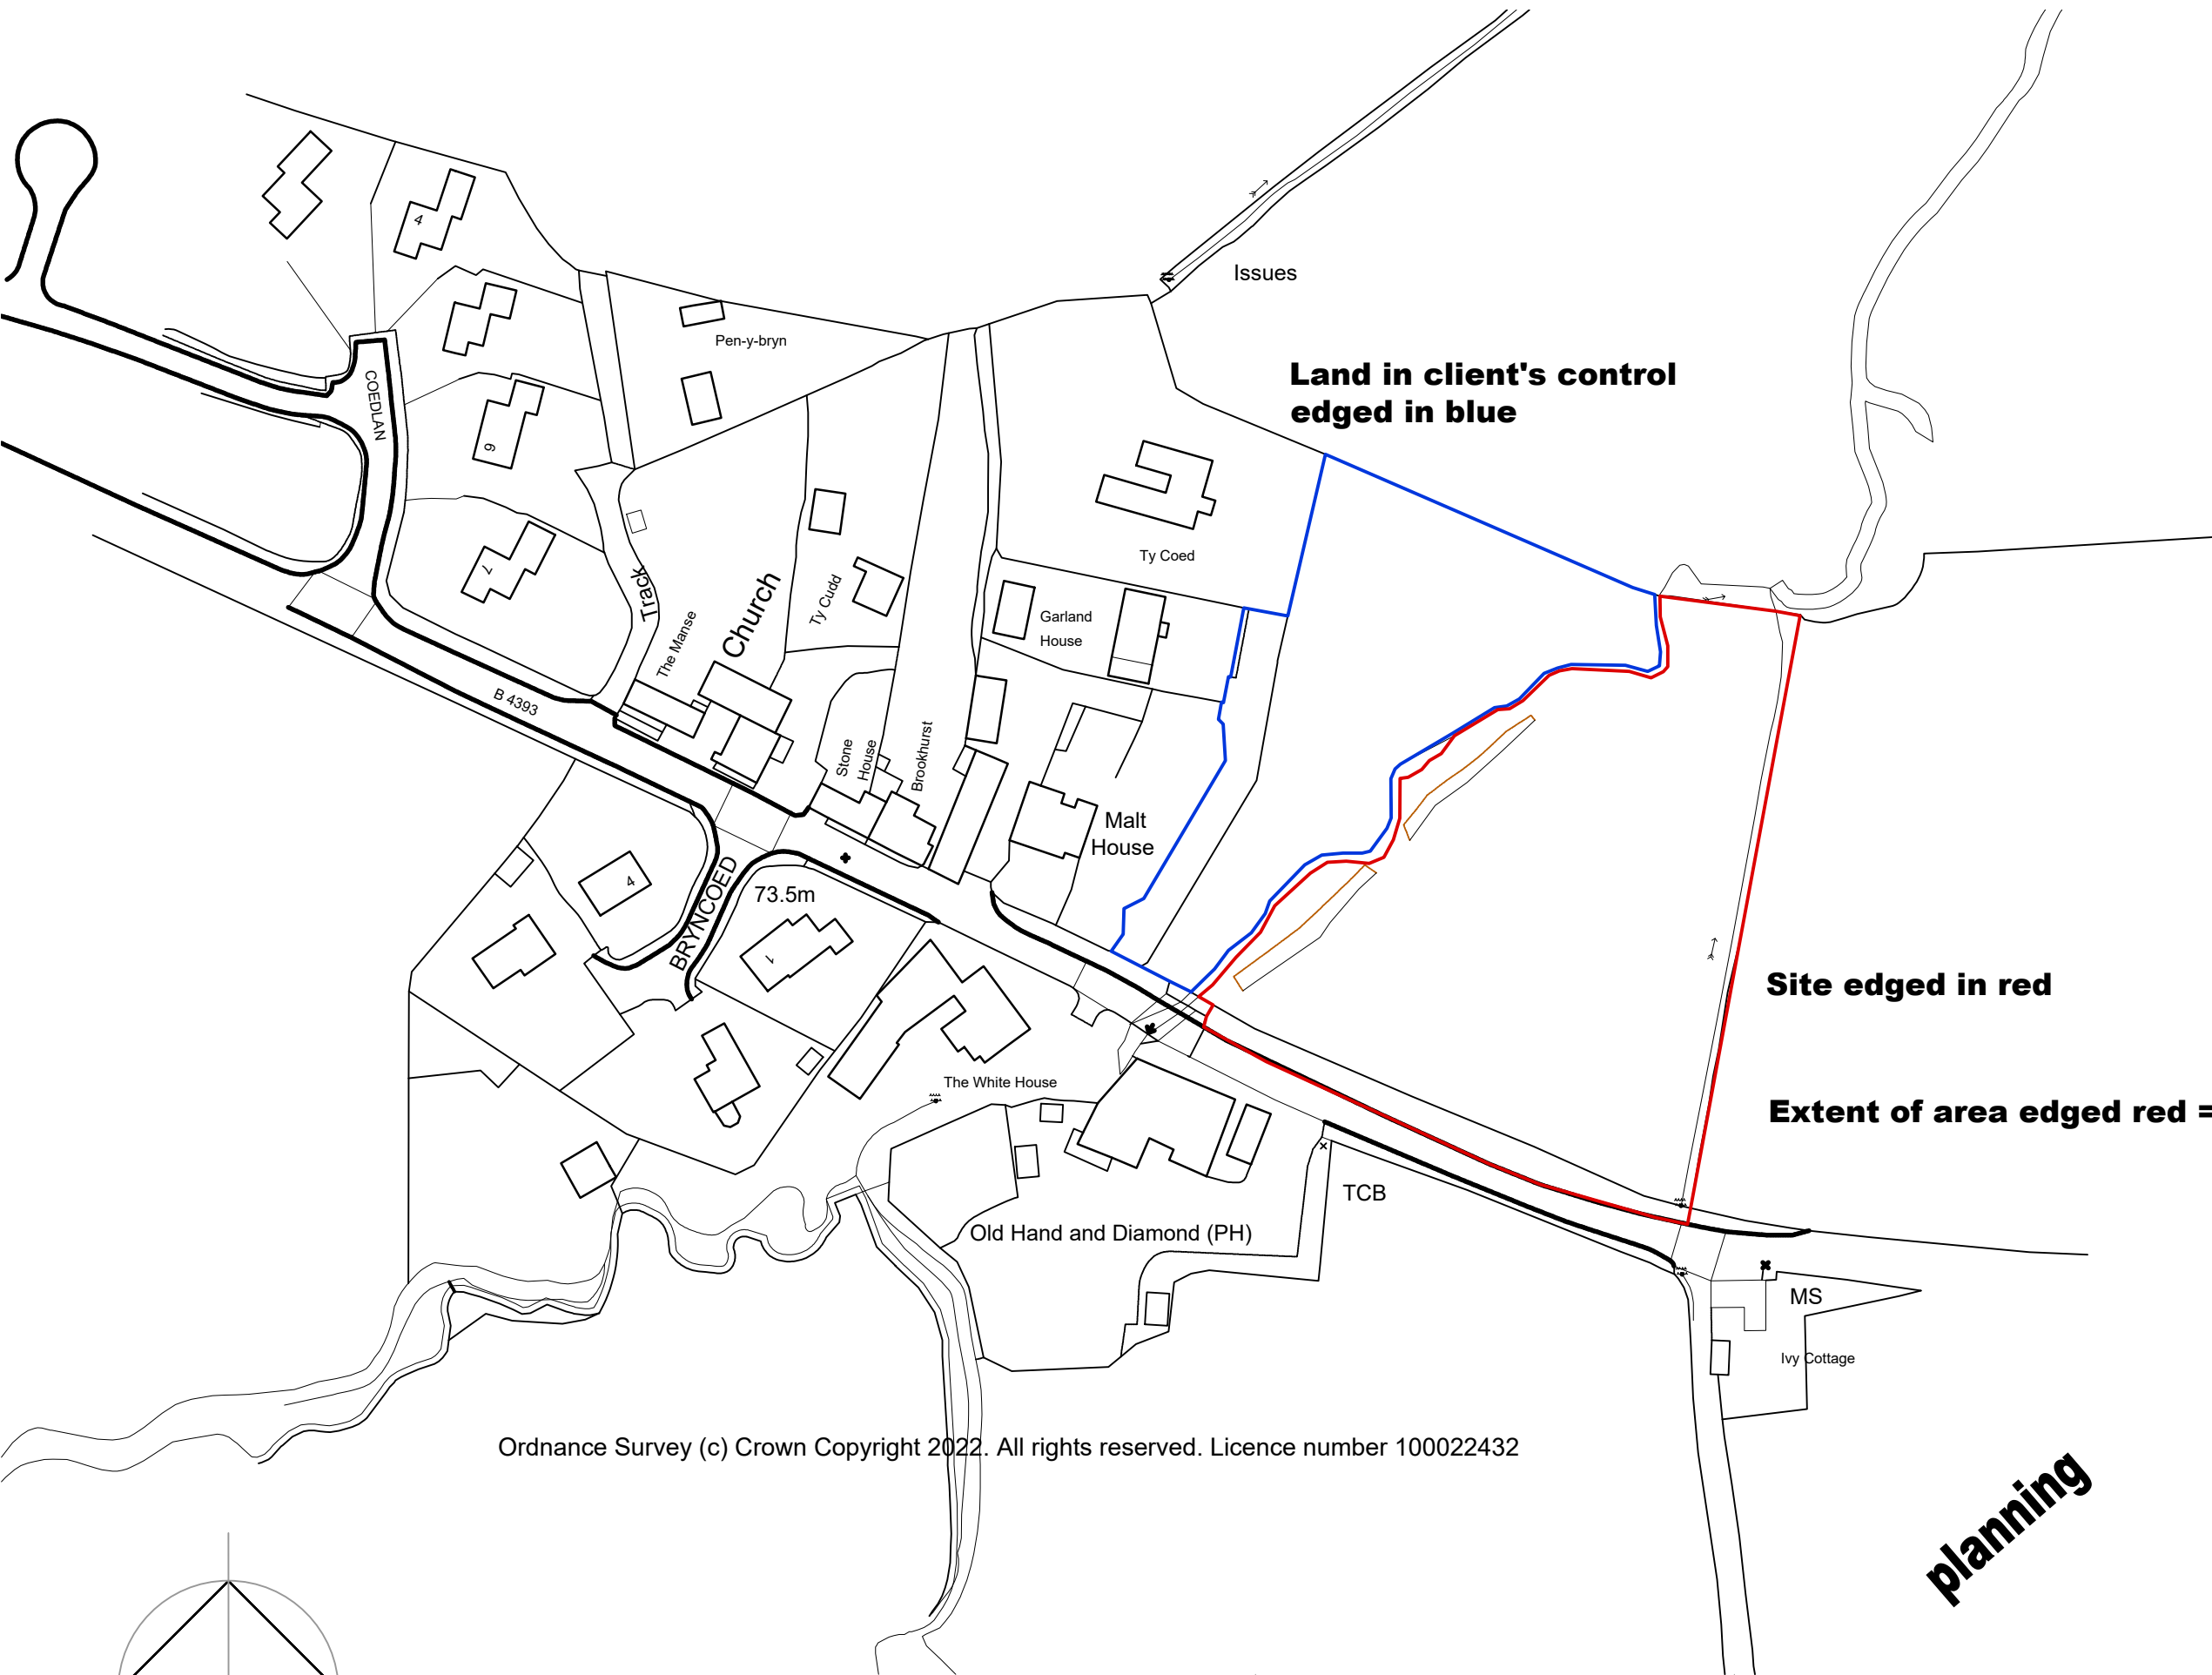 4
Issues
Pen-y-bryn
Land in client's control
edged in blue
COEDLAN
6
Ty Coed
7
Track
The Manse
Church
Ty Cudd
Garland
House
B 4393
Stone
House
Brookhurst
Malt
House
4
BRYNCOED
73.5m
1
Site edged in red
The White House
Extent of area edged red =
TCB
Old Hand and Diamond (PH)
MS
Ivy Cottage
Ordnance Survey (c) Crown Copyright 2022. All rights reserved. Licence number 100022432
planning